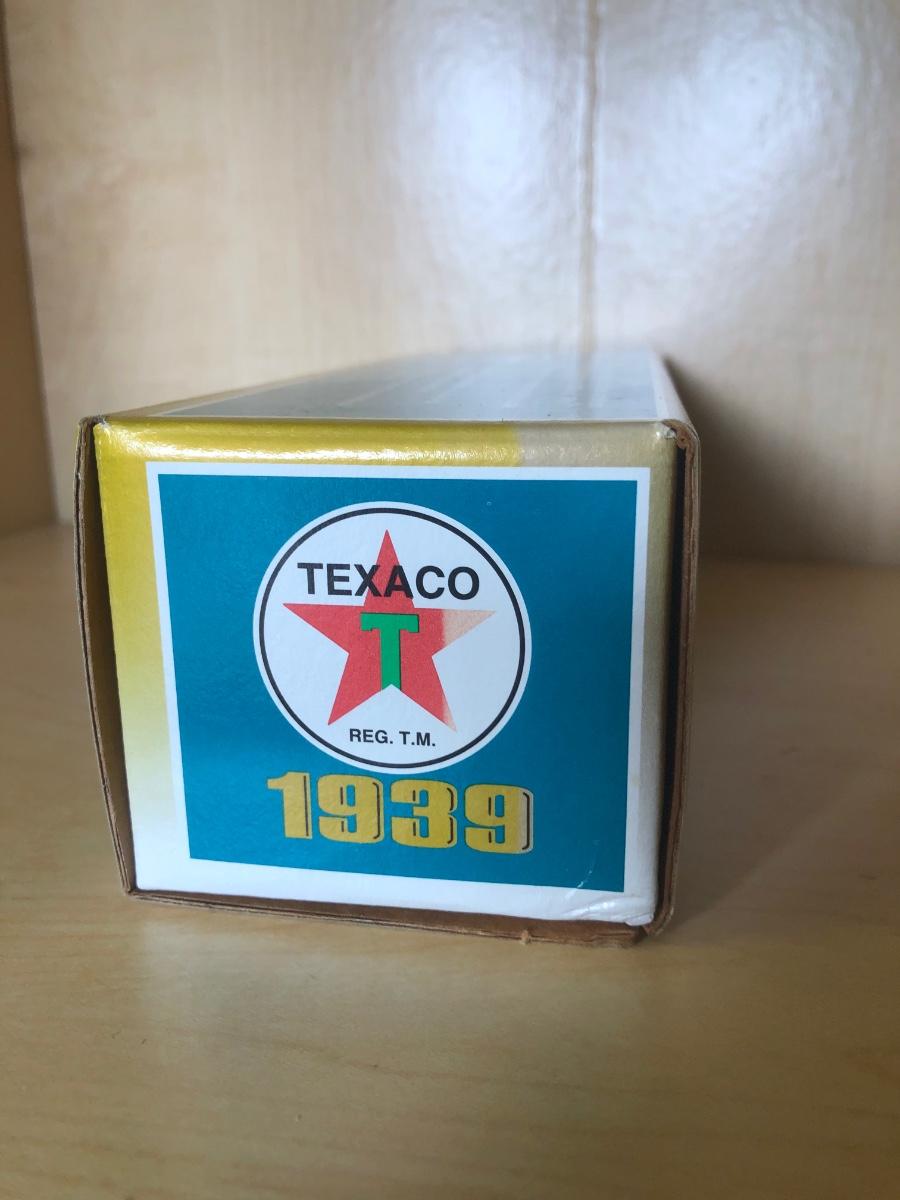 TEXACO
T
REG. T.M.
1939